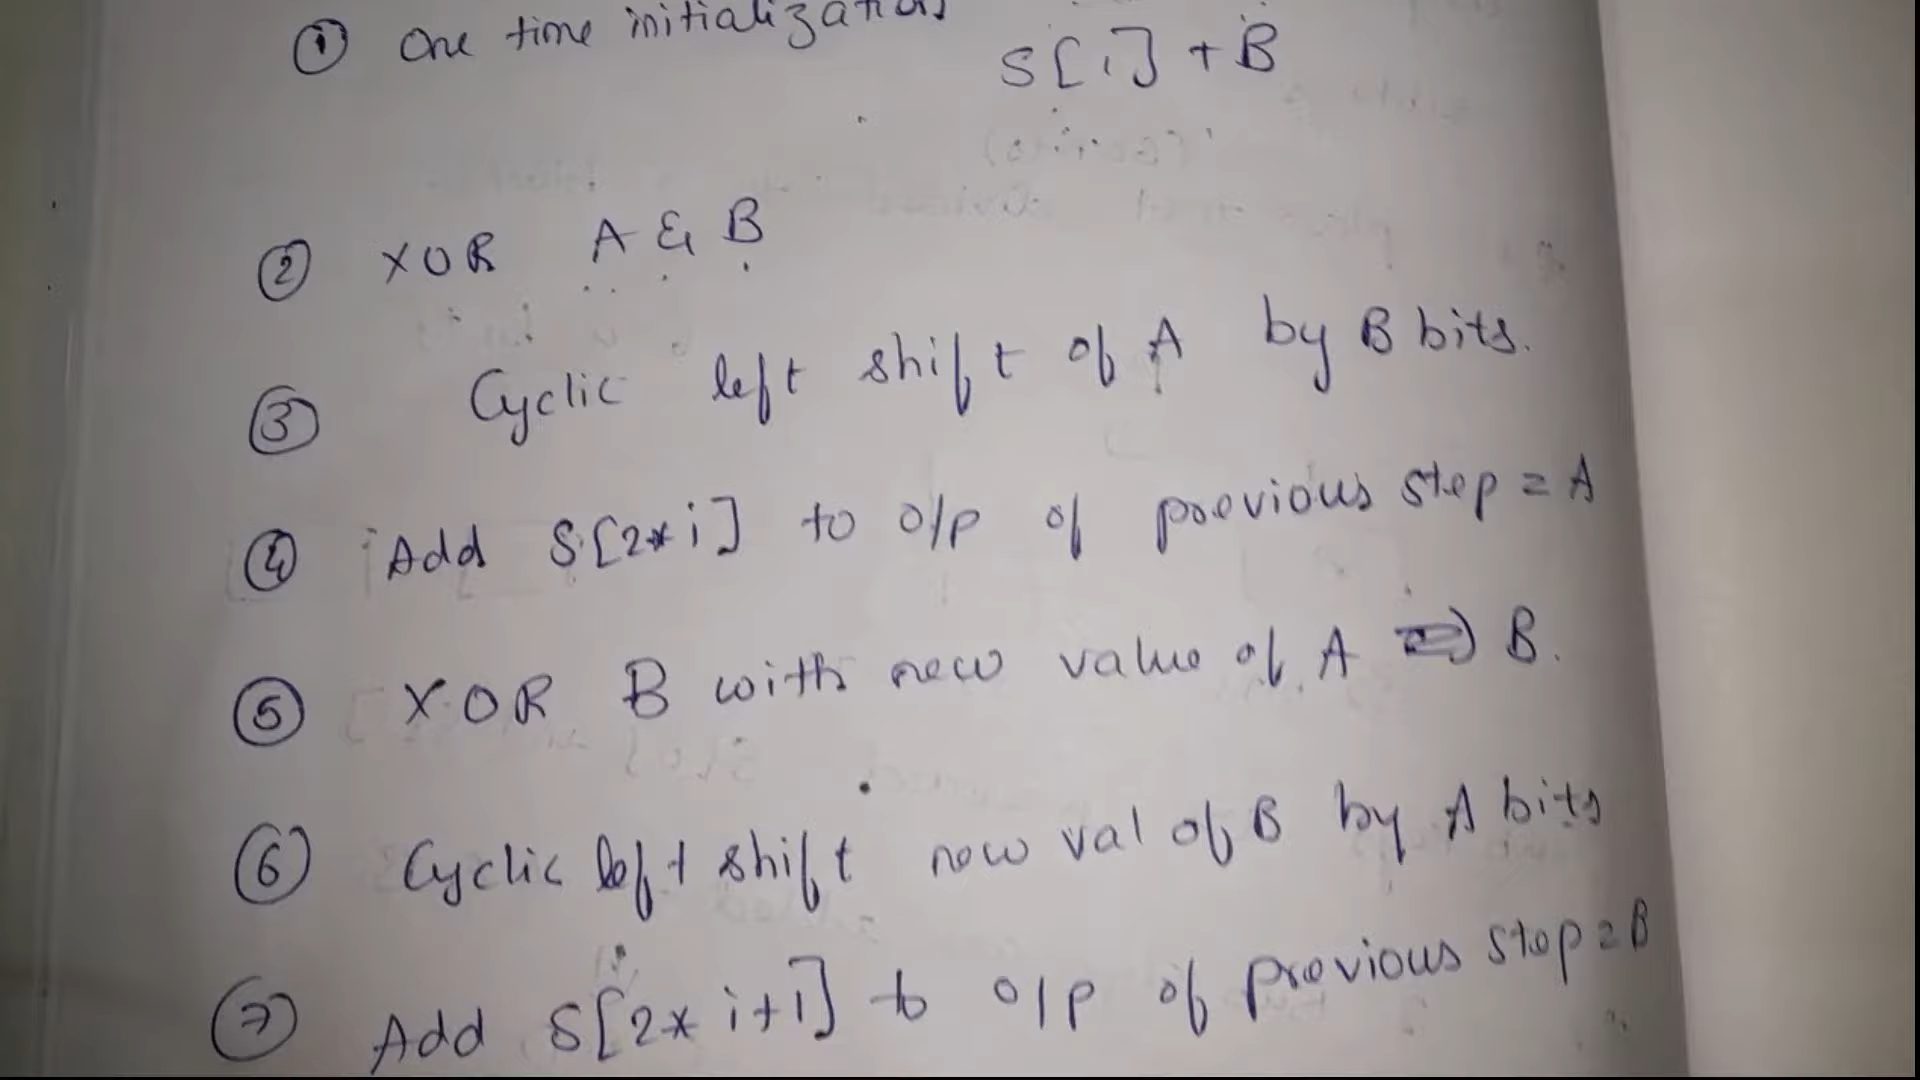 ① One time initialization
S[1] + B
② XOR A & B
③ Cyclic left shift of A by B bits.
④ Add S[2*i] to o/p of previous step = A
⑤ XOR B with new value of A ⇒ B.
⑥ Cyclic left shift new val of B by A bits
⑦ Add S[2*i+1] to o/p of previous step = B